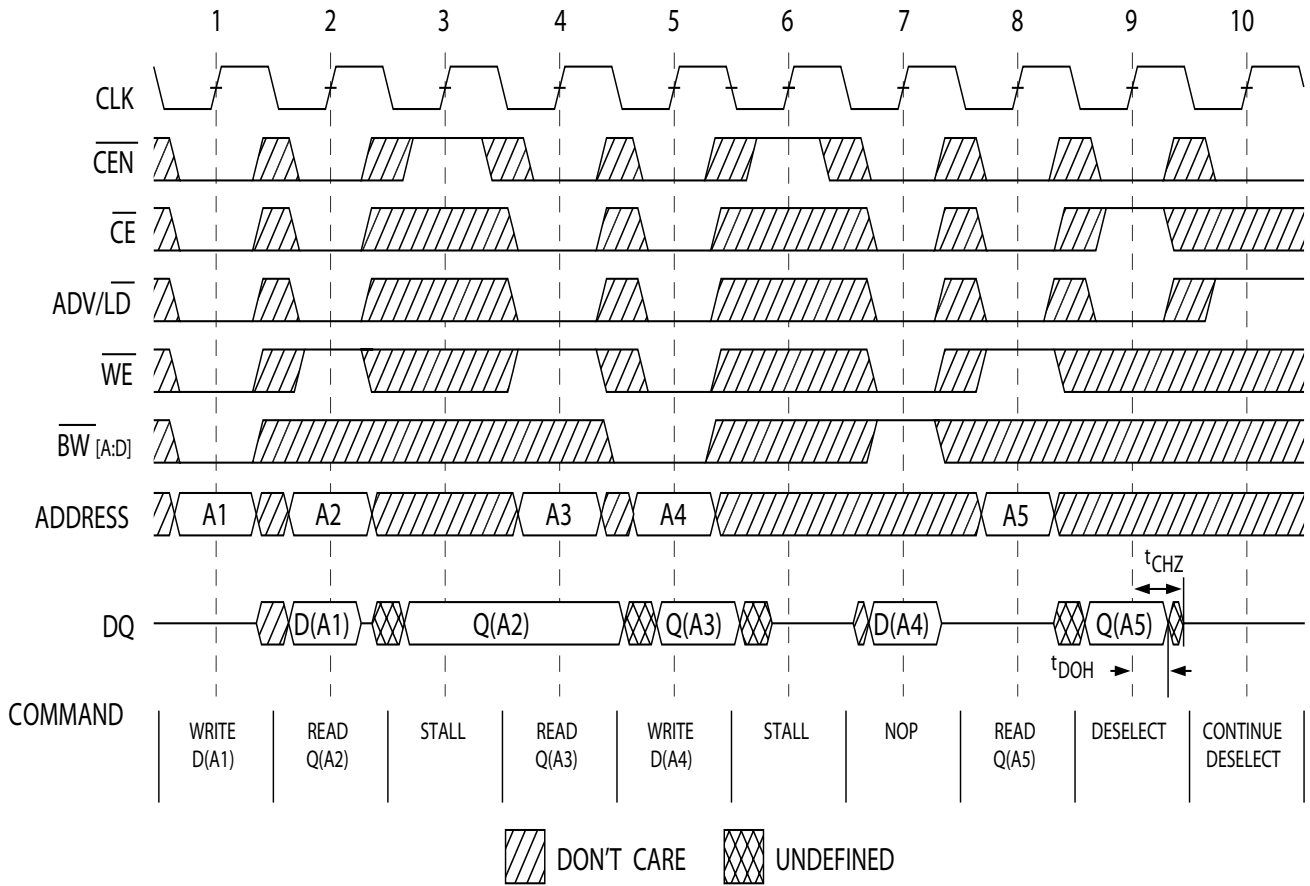 1 2 3 4 5 6 7 8 9 10
CLK
CEN
CE
ADV/LD
WE
BW [A:D]
ADDRESS A1 A2 A3 A4 A5
tCHZ
DQ D(A1) Q(A2) Q(A3) D(A4) Q(A5)
tDOH
COMMAND
WRITE READ STALL READ WRITE STALL NOP READ DESELECT CONTINUE
D(A1) Q(A2) Q(A3) D(A4) Q(A5) DESELECT
DON'T CARE UNDEFINED